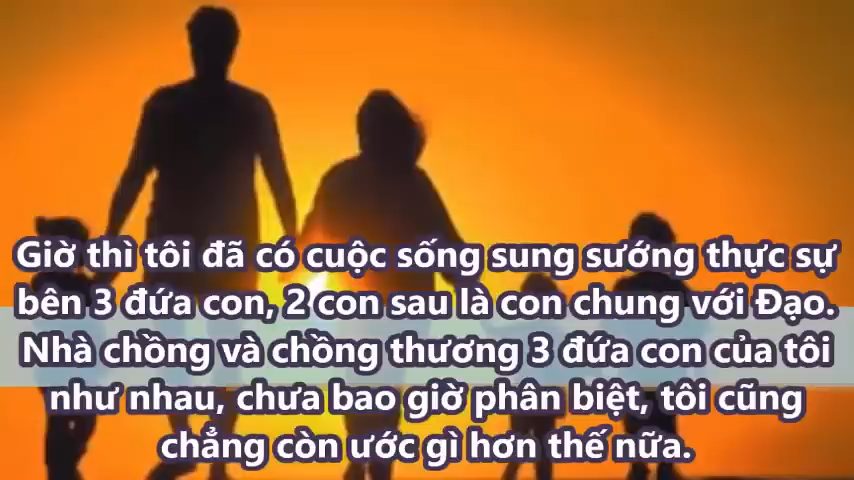 Giờ thì tôi đã có cuộc sống sung sướng thực sự
bên 3 đứa con, 2 con sau là con chung với Đạo.
Nhà chồng và chồng thương 3 đứa con của tôi
như nhau, chưa bao giờ phân biệt, tôi cũng
chẳng còn ước gì hơn thế nữa.